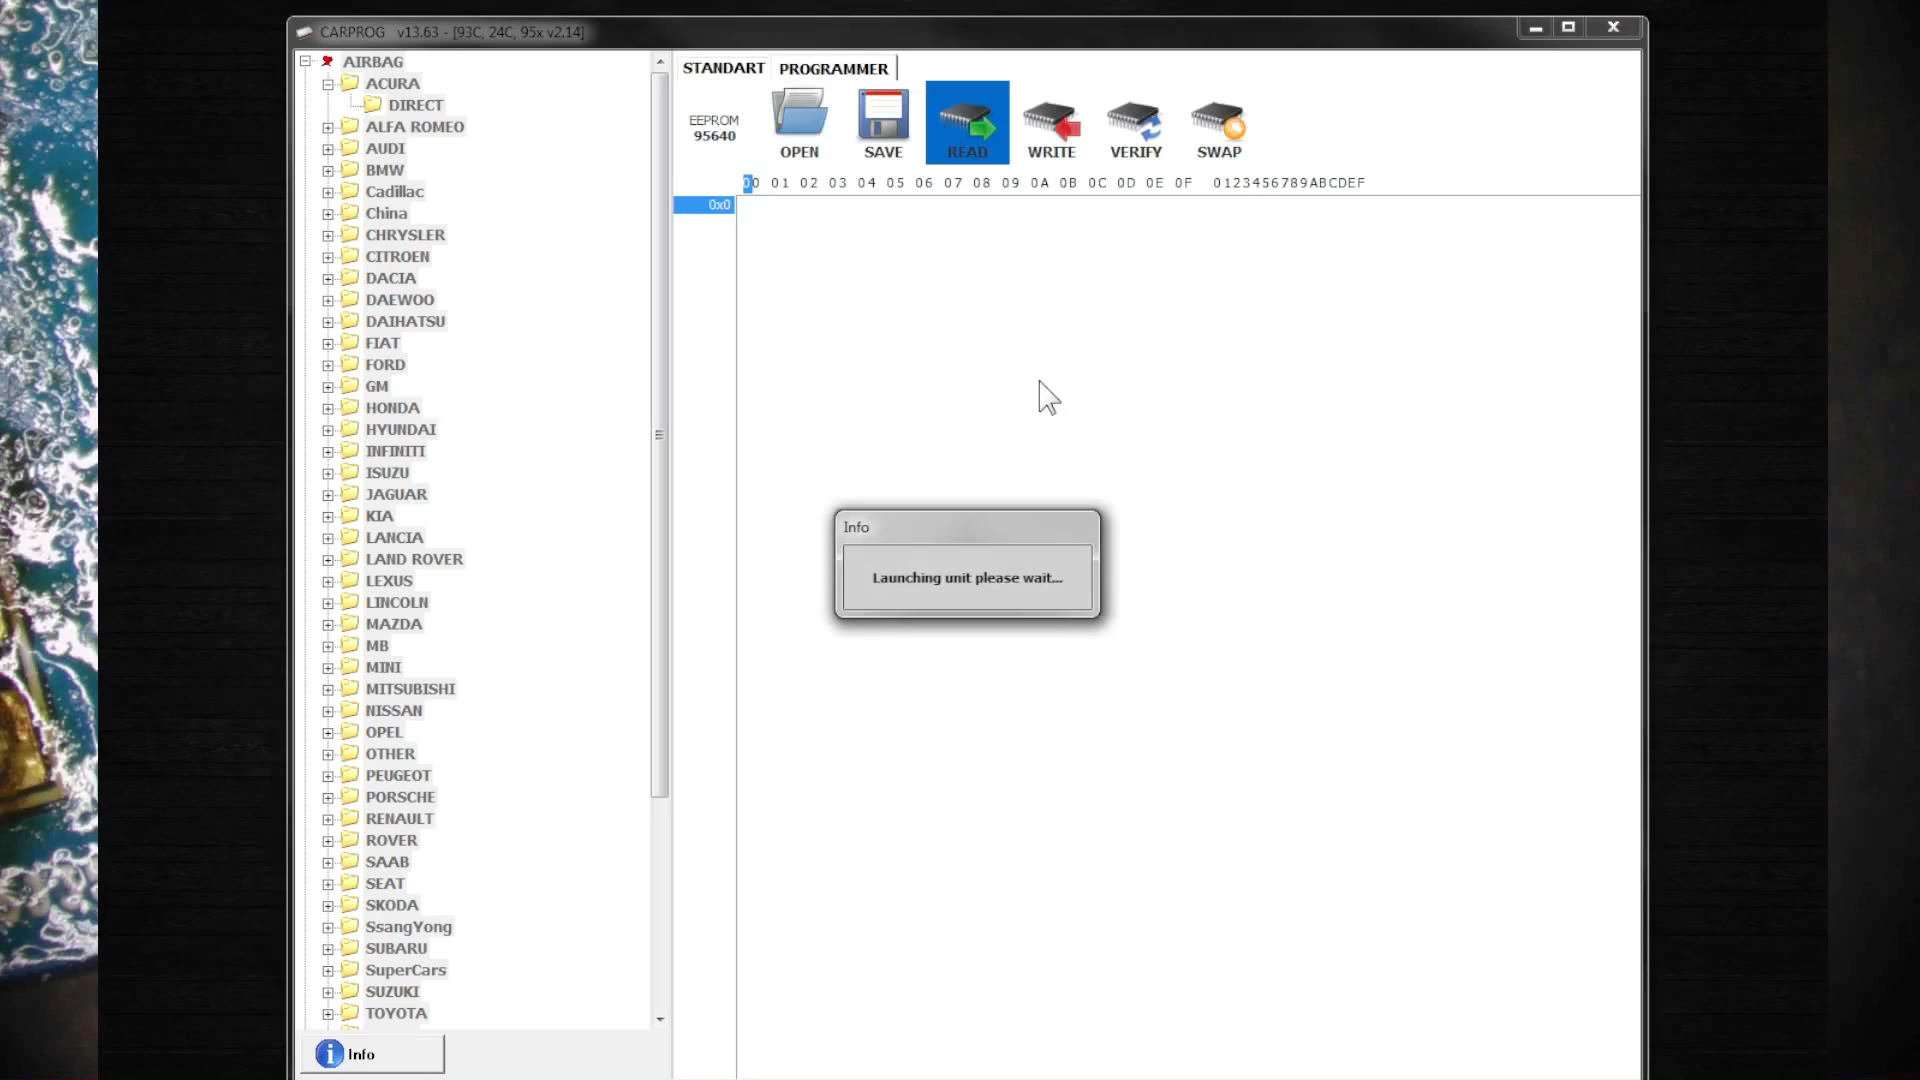 CARPROG v13.63 - [93C, 24C, 95x v2.14]
AIRBAG
ACURA
DIRECT
ALFA ROMEO
AUDI
BMW
Cadillac
China
CHRYSLER
CITROEN
DACIA
DAEWOO
DAIHATSU
FIAT
FORD
GM
HONDA
HYUNDAI
INFINITI
ISUZU
JAGUAR
KIA
LANCIA
LAND ROVER
LEXUS
LINCOLN
MAZDA
MB
MINI
MITSUBISHI
NISSAN
OPEL
OTHER
PEUGEOT
PORSCHE
RENAULT
ROVER
SAAB
SEAT
SKODA
SsangYong
SUBARU
SuperCars
SUZUKI
TOYOTA
Info
STANDART PROGRAMMER
EEPROM
95640
OPEN SAVE READ WRITE VERIFY SWAP
00 01 02 03 04 05 06 07 08 09 0A 0B 0C 0D 0E 0F 0123456789ABCDEF
0x0
Info
Launching unit please wait...